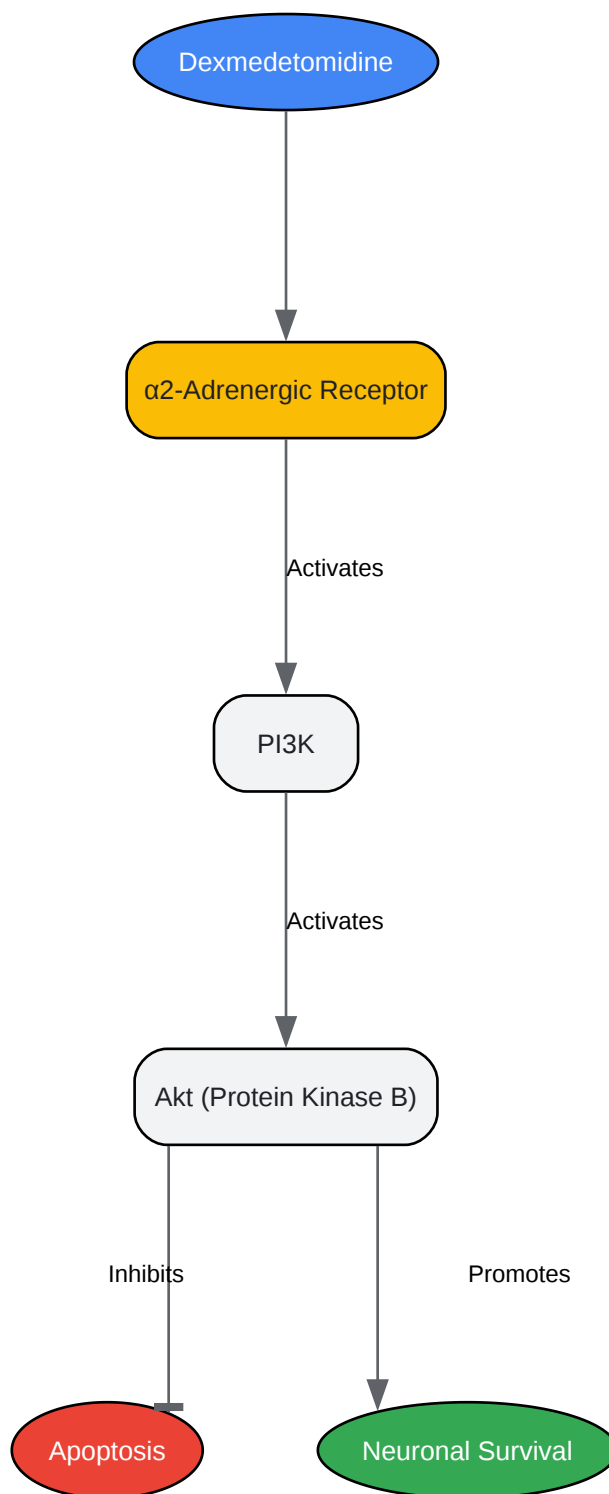 Dexmedetomidine
α2-Adrenergic Receptor
Activates
PI3K
Activates
Akt (Protein Kinase B)
Inhibits
Promotes
Apoptosis
Neuronal Survival